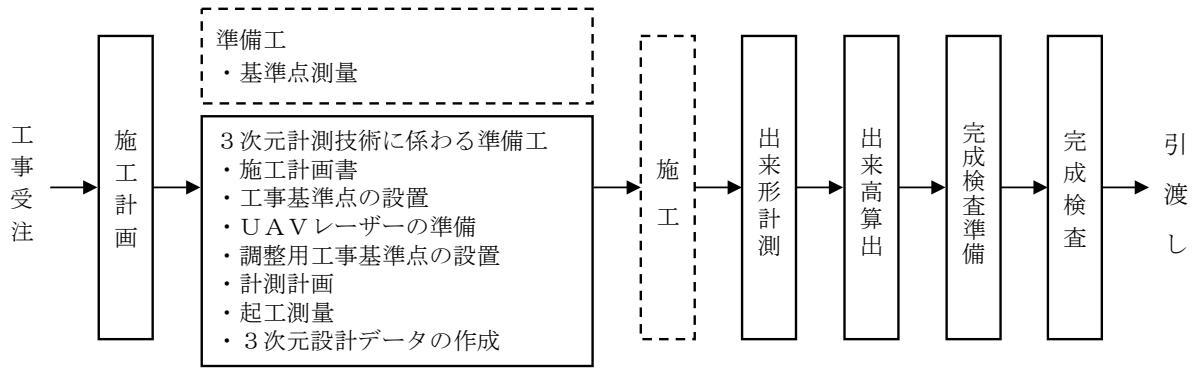 工事受注
施工計画
準備工
・基準点測量
３次元計測技術に係わる準備工
・施工計画書
・工事基準点の設置
・ＵＡＶレーザーの準備
・調整用工事基準点の設置
・計測計画
・起工測量
・３次元設計データの作成
施工
出来形計測
出来高算出
完成検査準備
完成検査
引渡し